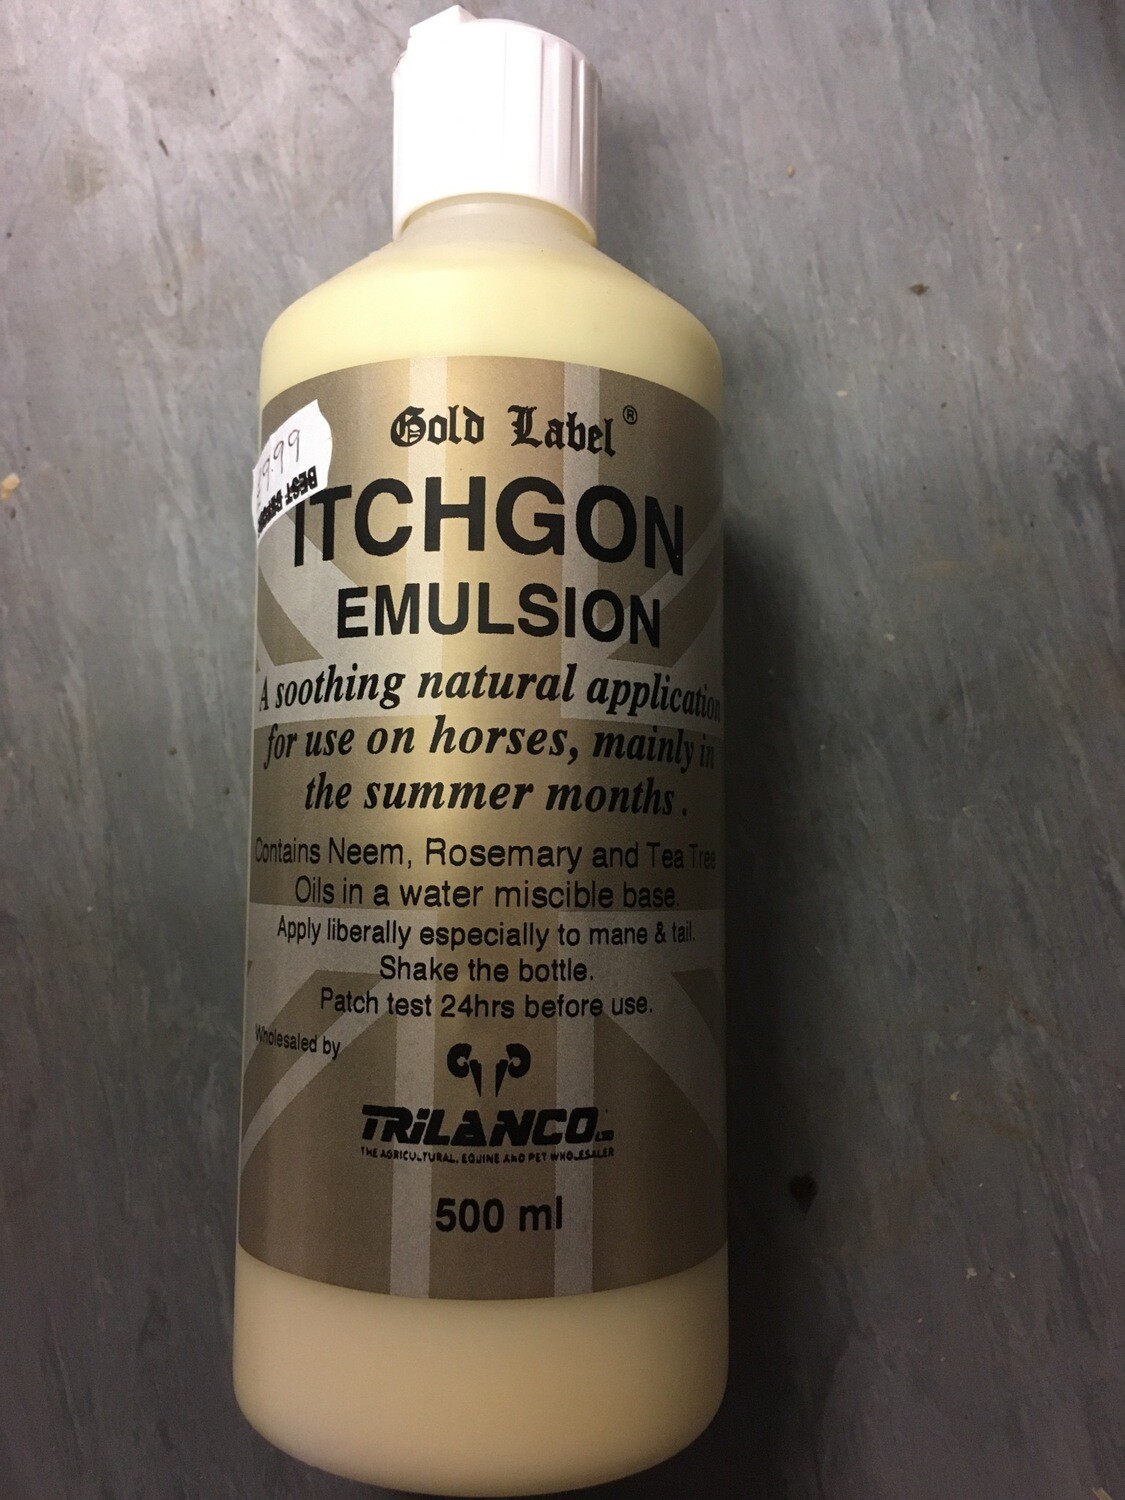 Gold Label®
£9.99
ITCHGON
EMULSION
A soothing natural application
for use on horses, mainly in
the summer months.
Contains Neem, Rosemary and Tea Tree
Oils in a water miscible base.
Apply liberally especially to mane & tail.
Shake the bottle.
Patch test 24hrs before use.
Wholesaled by
TRILANCO LTD
THE AGRICULTURAL, EQUINE AND PET WHOLESALER
500 ml